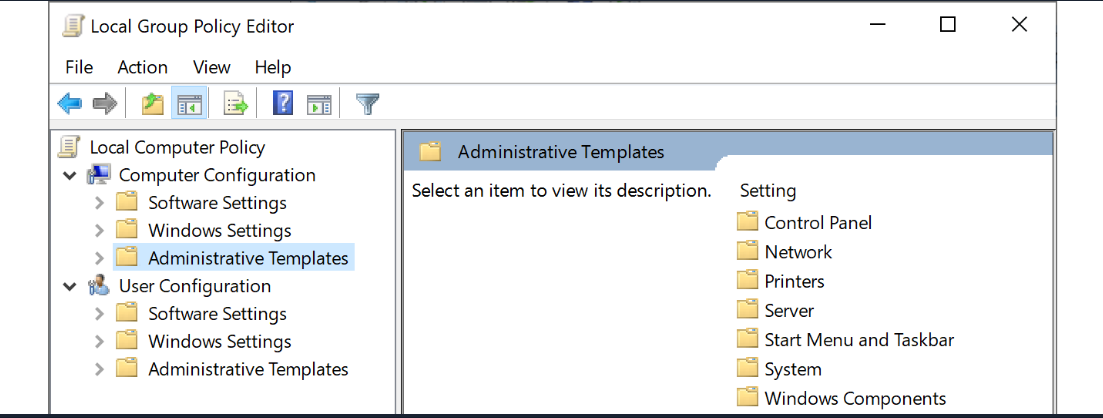 Local Group Policy Editor
File Action View Help
Local Computer Policy
Computer Configuration
Software Settings
Windows Settings
Administrative Templates
User Configuration
Software Settings
Windows Settings
Administrative Templates
Administrative Templates
Select an item to view its description.
Setting
Control Panel
Network
Printers
Server
Start Menu and Taskbar
System
Windows Components